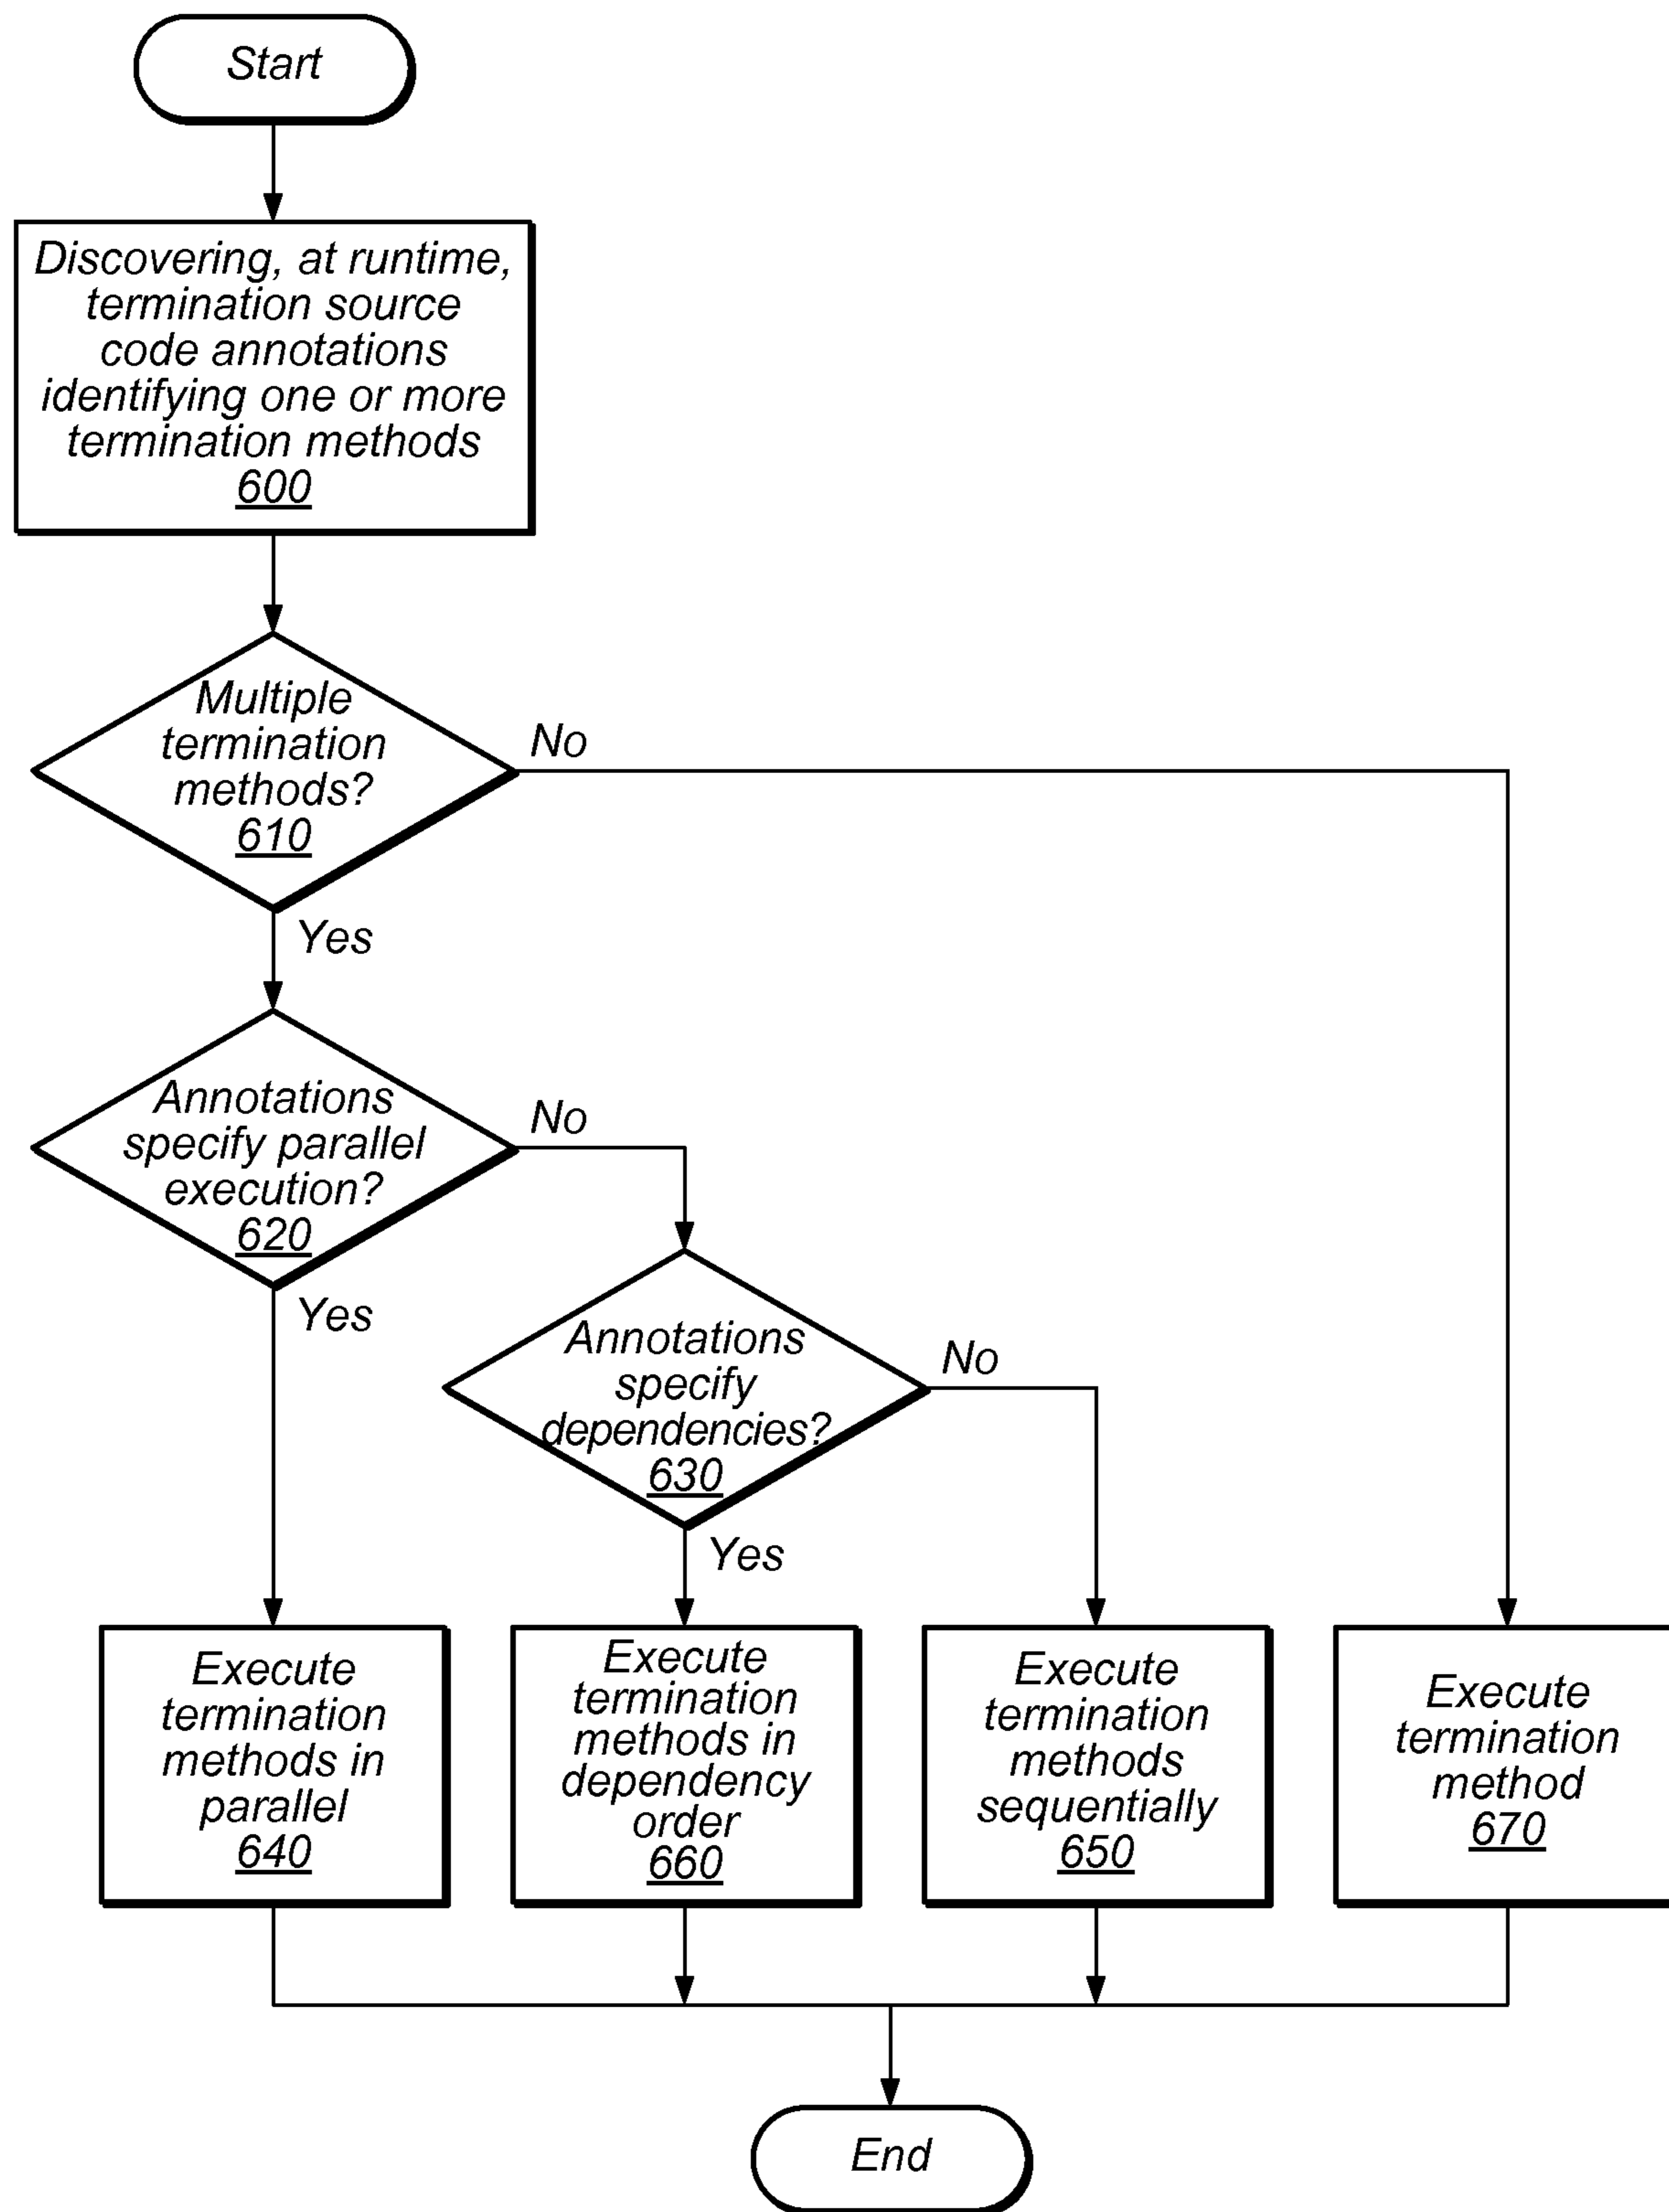 Start
Discovering, at runtime,
termination source
code annotations
identifying one or more
termination methods
600
Multiple
termination
methods?
610
No
Yes
Annotations
specify parallel
execution?
620
No
Yes
Annotations
specify
dependencies?
630
No
Yes
Execute
termination
methods in
parallel
640
Execute
termination
methods in
dependency
order
660
Execute
termination
methods
sequentially
650
Execute
termination
method
670
End